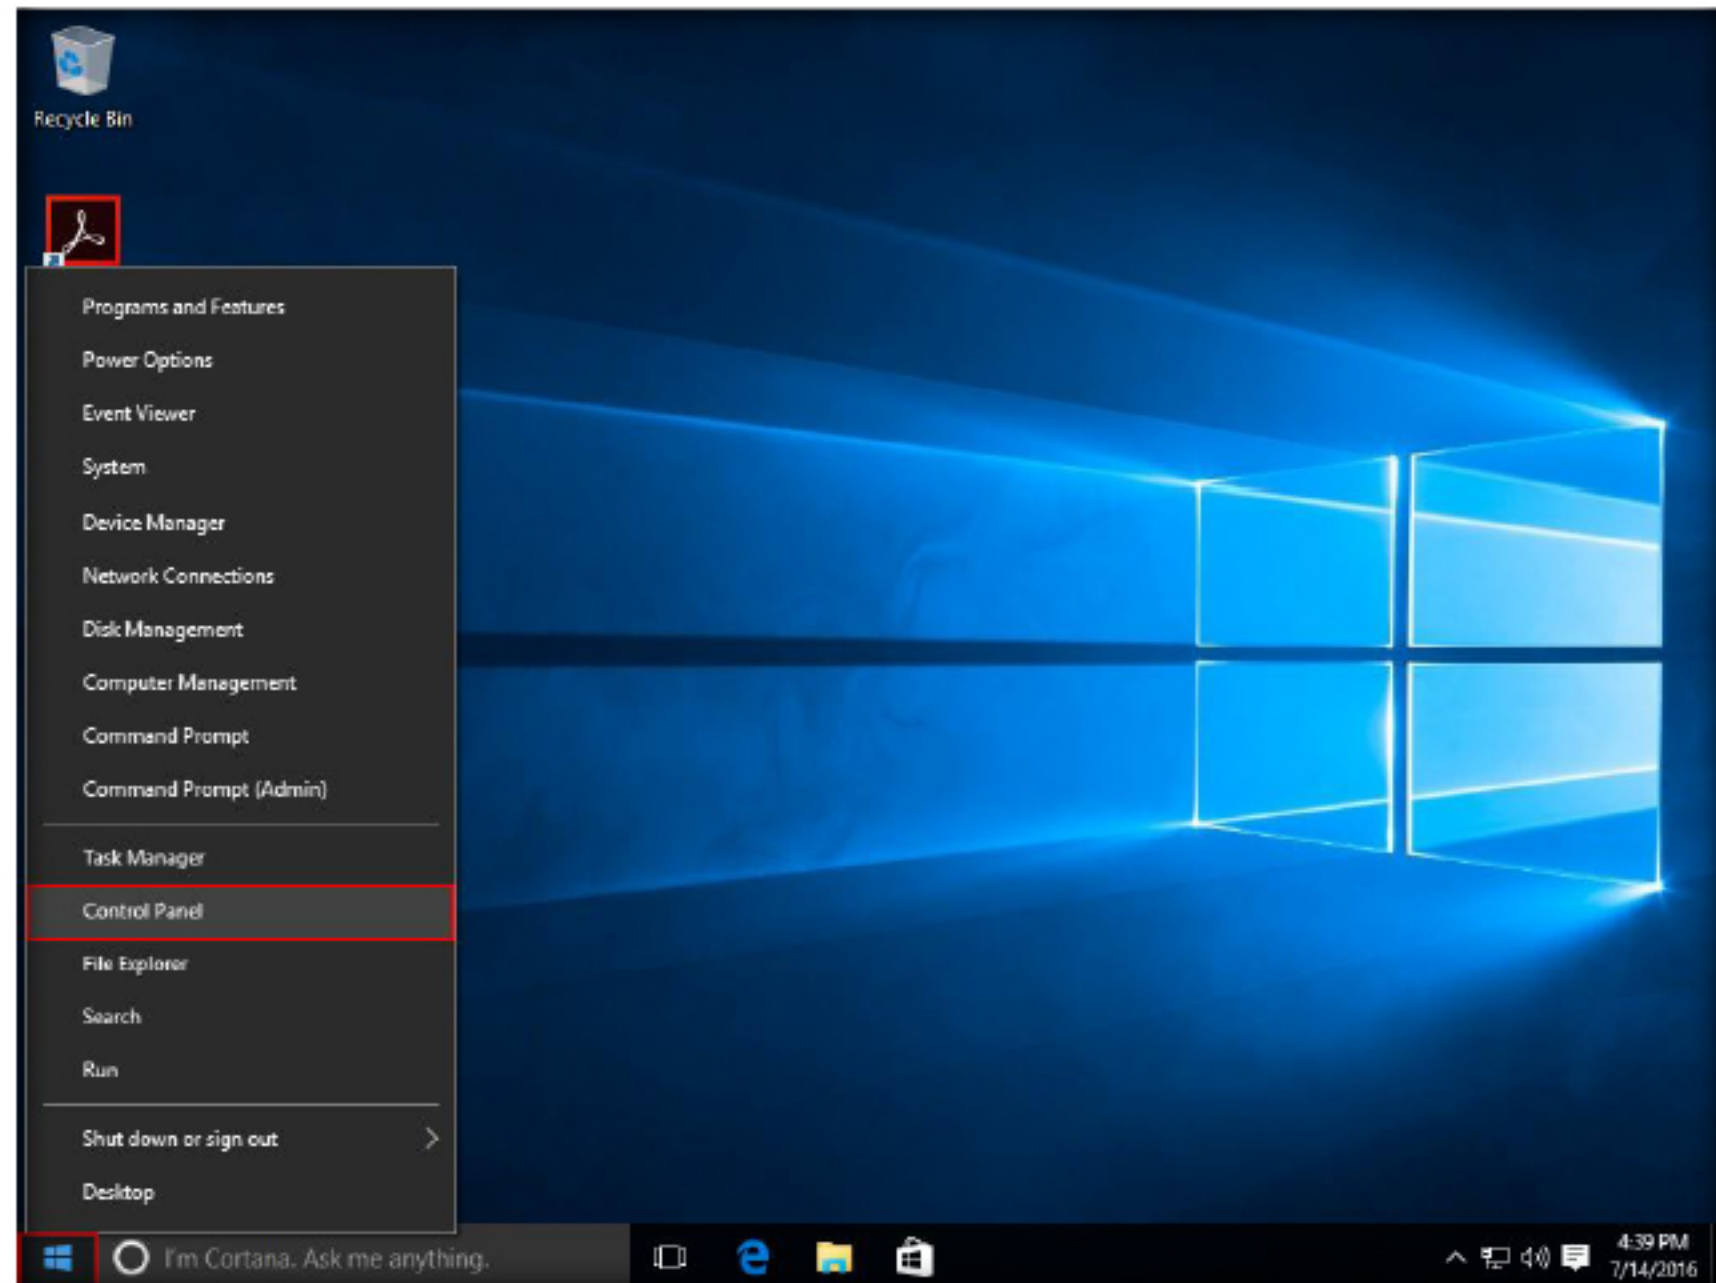 Recycle Bin
Programs and Features
Power Options
Event Viewer
System
Device Manager
Network Connections
Disk Management
Computer Management
Command Prompt
Command Prompt (Admin)
Task Manager
Control Panel
File Explorer
Search
Run
Shut down or sign out
Desktop
I'm Cortana. Ask me anything.
4:39 PM
7/14/2016